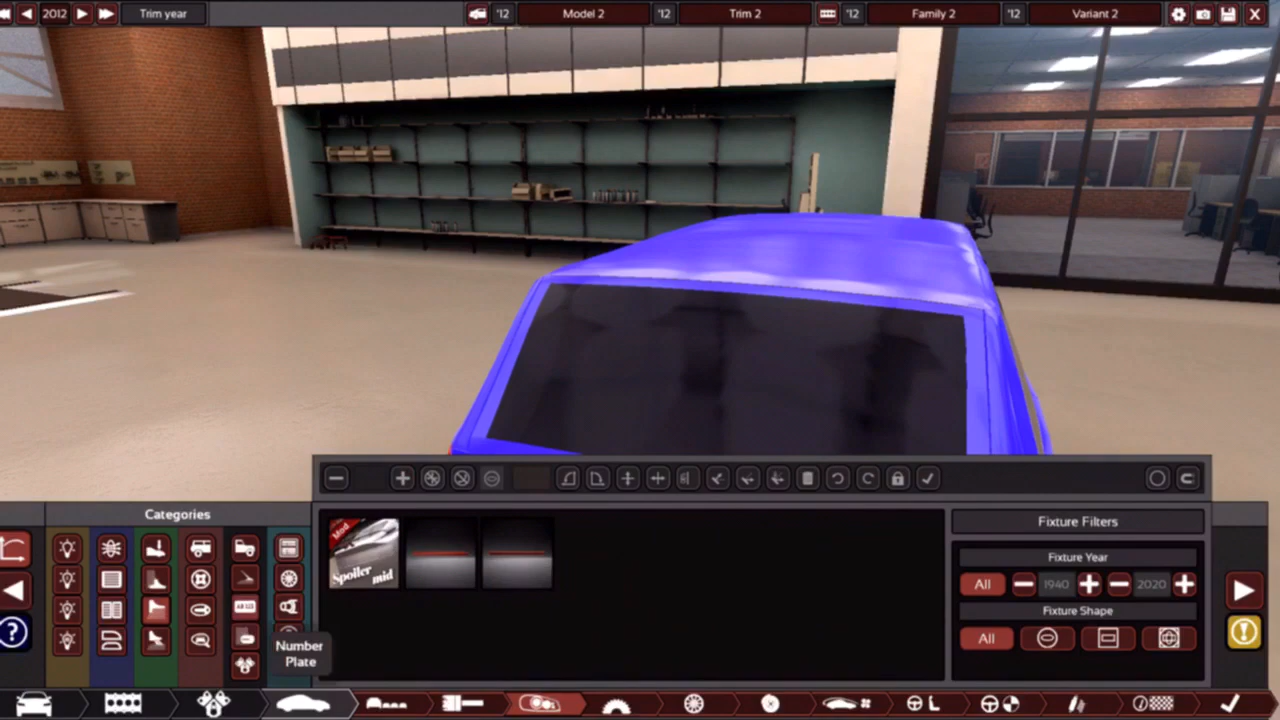 2012
Trim year
'12
Model 2
'12
Trim 2
'12
Family 2
'12
Variant 2
Categories
Mod
Spoiler
mid
Fixture Filters
Fixture Year
All
1940
2020
Fixture Shape
All
Number
Plate